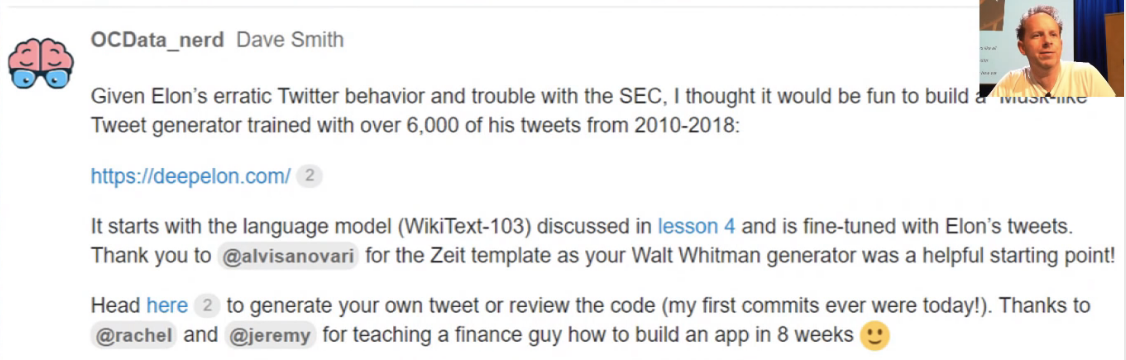 OCData_nerd Dave Smith
Given Elon's erratic Twitter behavior and trouble with the SEC, I thought it would be fun to build a "Musk-like
Tweet generator trained with over 6,000 of his tweets from 2010-2018:
https://deepelon.com/ 2
It starts with the language model (WikiText-103) discussed in lesson 4 and is fine-tuned with Elon's tweets.
Thank you to @alvisanovari for the Zeit template as your Walt Whitman generator was a helpful starting point!
Head here 2 to generate your own tweet or review the code (my first commits ever were today!). Thanks to
@rachel and @jeremy for teaching a finance guy how to build an app in 8 weeks